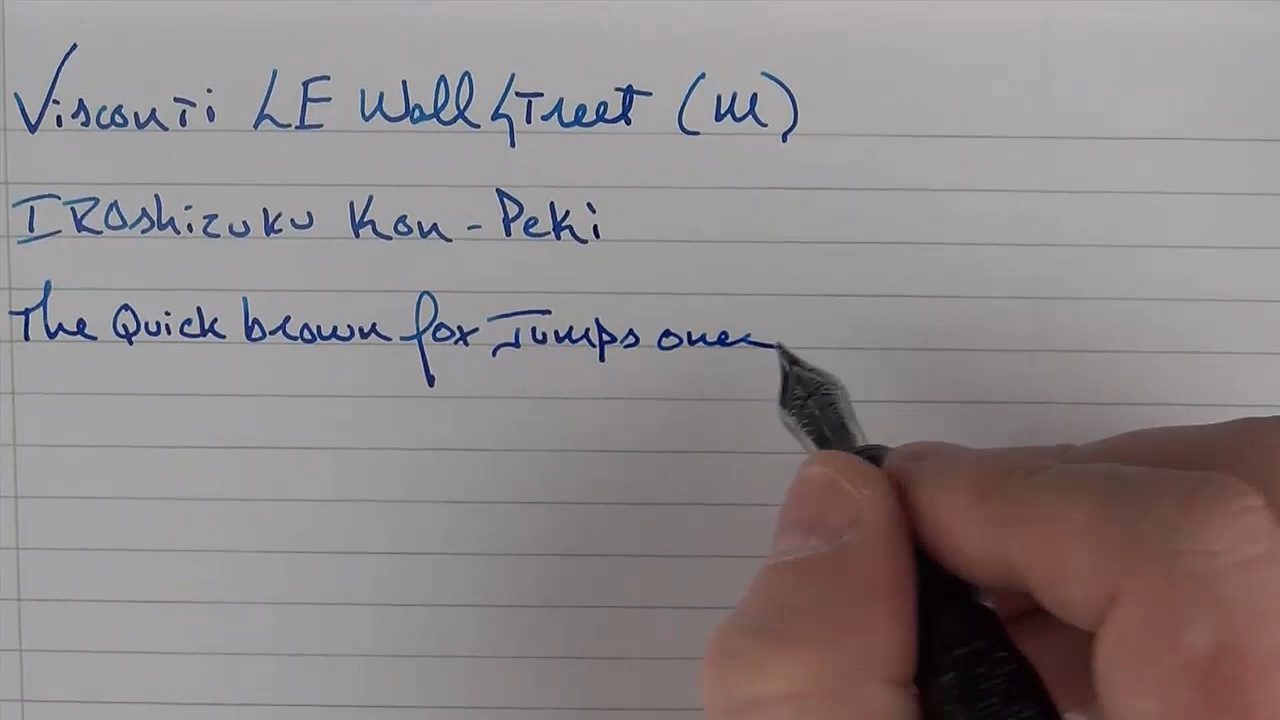 Visconti LE Wall Street (M)
IROshizuku Kon-Peki
The Quick brown fox Jumps over